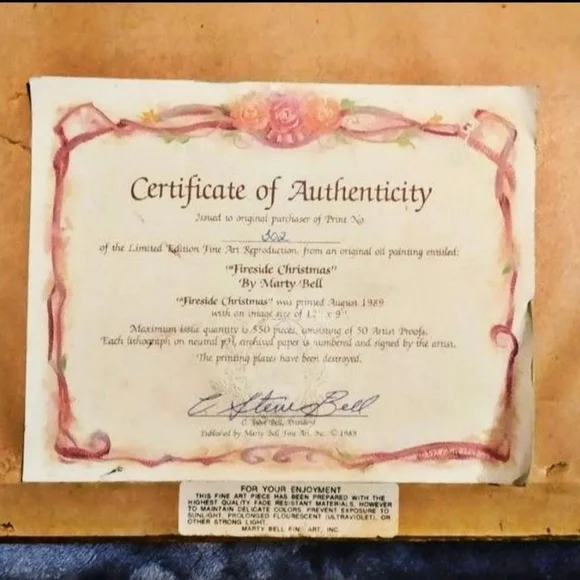 Certificate of Authenticity
Issued to original purchaser of Print No.
302
of the Limited Edition Fine Art Reproduction, from an original oil painting entitled:
"Fireside Christmas"
By Marty Bell
"Fireside Christmas" was printed August 1989
with an image size of 12" x 9"
Maximum issue quantity is 550 pieces, consisting of 50 Artist Proofs.
Each lithograph on neutral pH, archival paper is numbered and signed by the artist.
The printing plates have been destroyed.
C. Steve Bell
C. Steve Bell, President
Published by Marty Bell Fine Art, Inc. © 1989
FOR YOUR ENJOYMENT
THIS FINE ART PIECE HAS BEEN PREPARED WITH THE
HIGHEST QUALITY FADE RESISTANT MATERIALS, HOWEVER
TO MAINTAIN DELICATE COLORS, PREVENT EXPOSURE TO
SUNLIGHT, PROLONGED FLOURESCENT (ULTRAVIOLET), OR
OTHER STRONG LIGHT.
MARTY BELL FINE ART, INC.